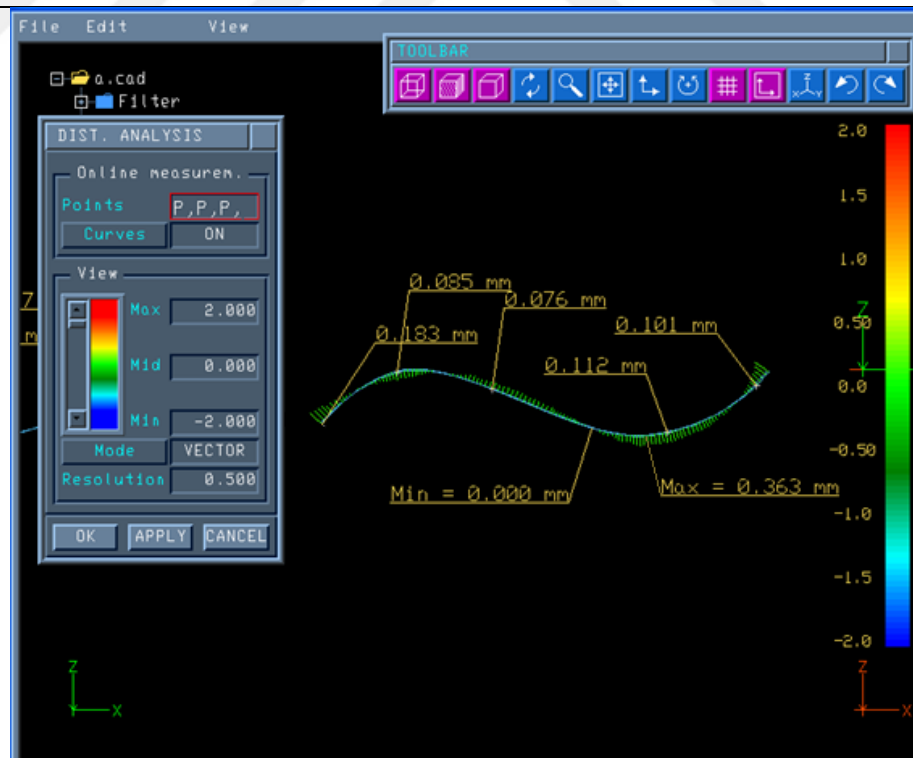 File Edit View
TOOLBAR
a.cad
Filter
DIST. ANALYSIS
Online measurem.
Points P,P,P,
Curves ON
View
Max 2.000
Mid 0.000
Min -2.000
Mode VECTOR
Resolution 0.500
OK APPLY CANCEL
7
m
0.085 mm
0.076 mm
0.183 mm
0.101 mm
0.112 mm
Min = 0.000 mm
Max = 0.363 mm
2.0
1.5
1.0
0.50
0.0
-0.50
-1.0
-1.5
-2.0
Z
Z
X
Z
X
Z
X Y